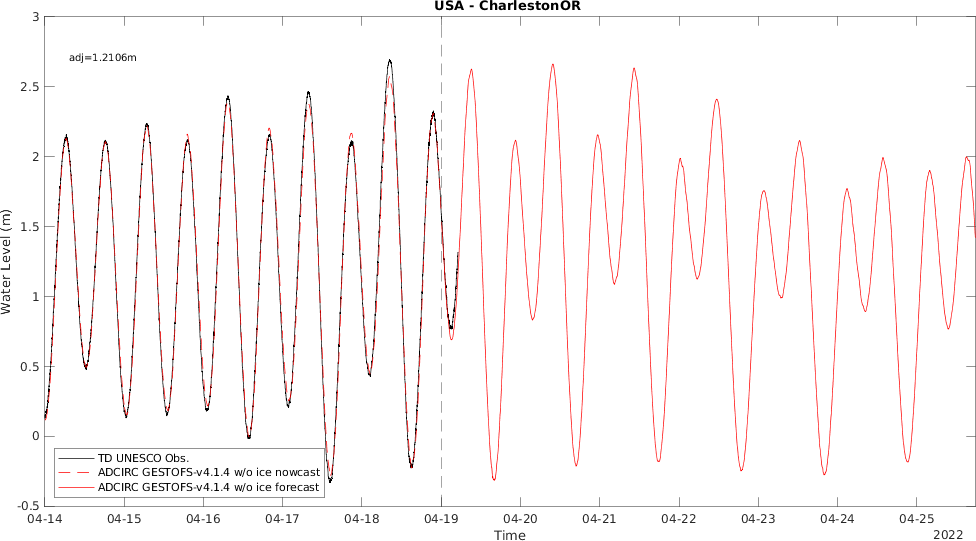 USA - CharlestonOR
adj=1.2106m
3
2.5
2
1.5
1
0.5
0
-0.5
Water Level (m)
TD UNESCO Obs.
ADCIRC GESTOFS-v4.1.4 w/o ice nowcast
ADCIRC GESTOFS-v4.1.4 w/o ice forecast
04-14 04-15 04-16 04-17 04-18 04-19 04-20 04-21 04-22 04-23 04-24 04-25
Time
2022